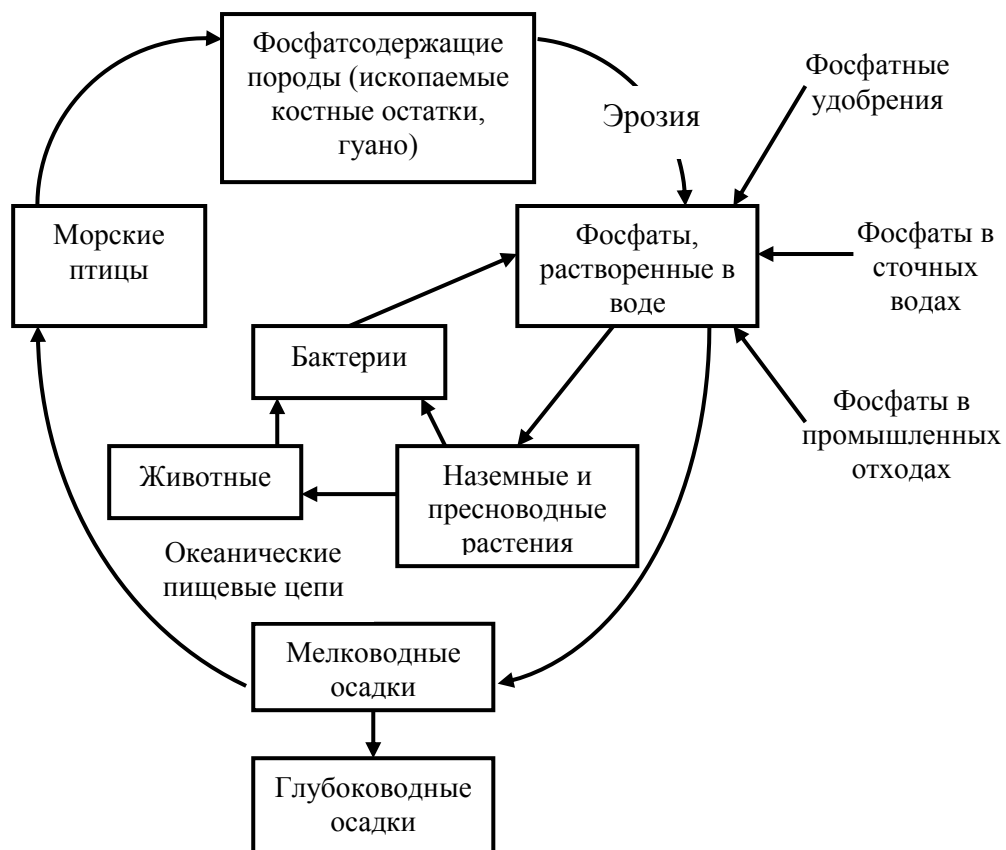 Фосфатсодержащие
породы (ископаемые
костные остатки,
гуано)
Эрозия
Фосфатные
удобрения
Морские
птицы
Фосфаты,
растворенные в
воде
Фосфаты в
сточных
водах
Бактерии
Фосфаты в
промышленных
отходах
Животные
Наземные и
пресноводные
растения
Океанические
пищевые цепи
Мелководные
осадки
Глубоководные
осадки